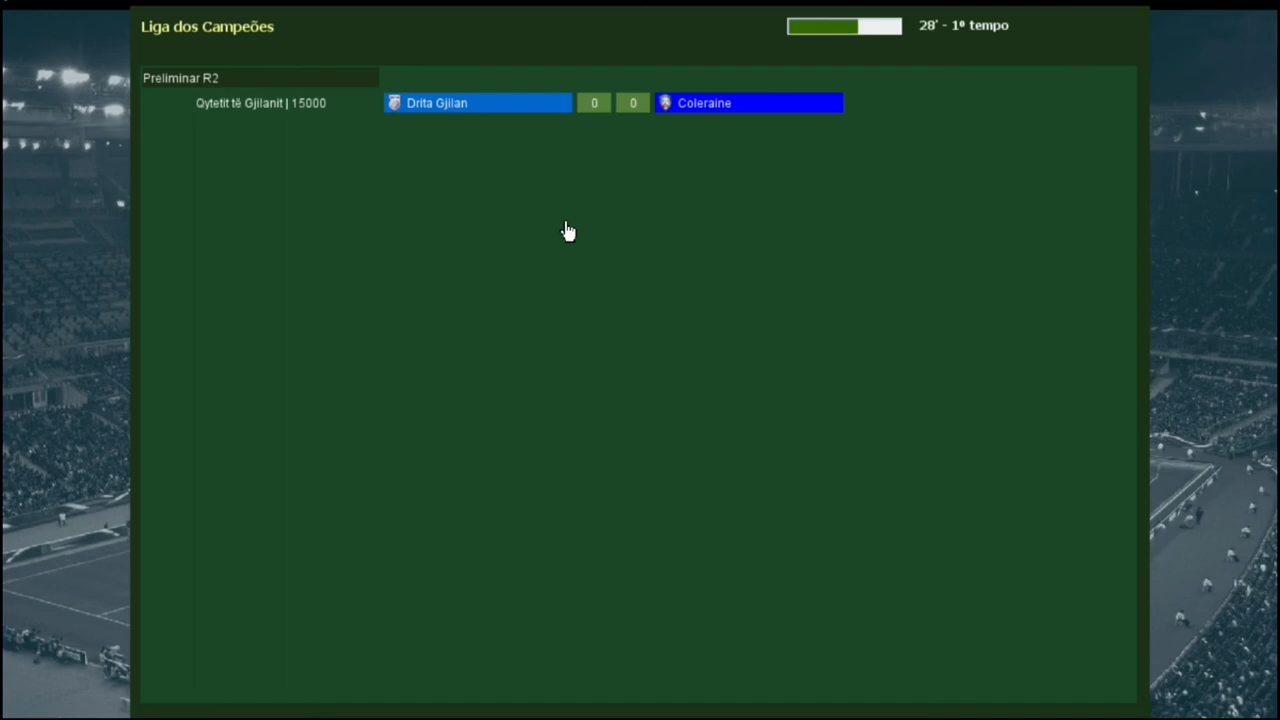 Liga dos Campeões
28' - 1º tempo
Preliminar R2
Qytetit të Gjilanit | 15000 Drita Gjilan 0 0 Coleraine